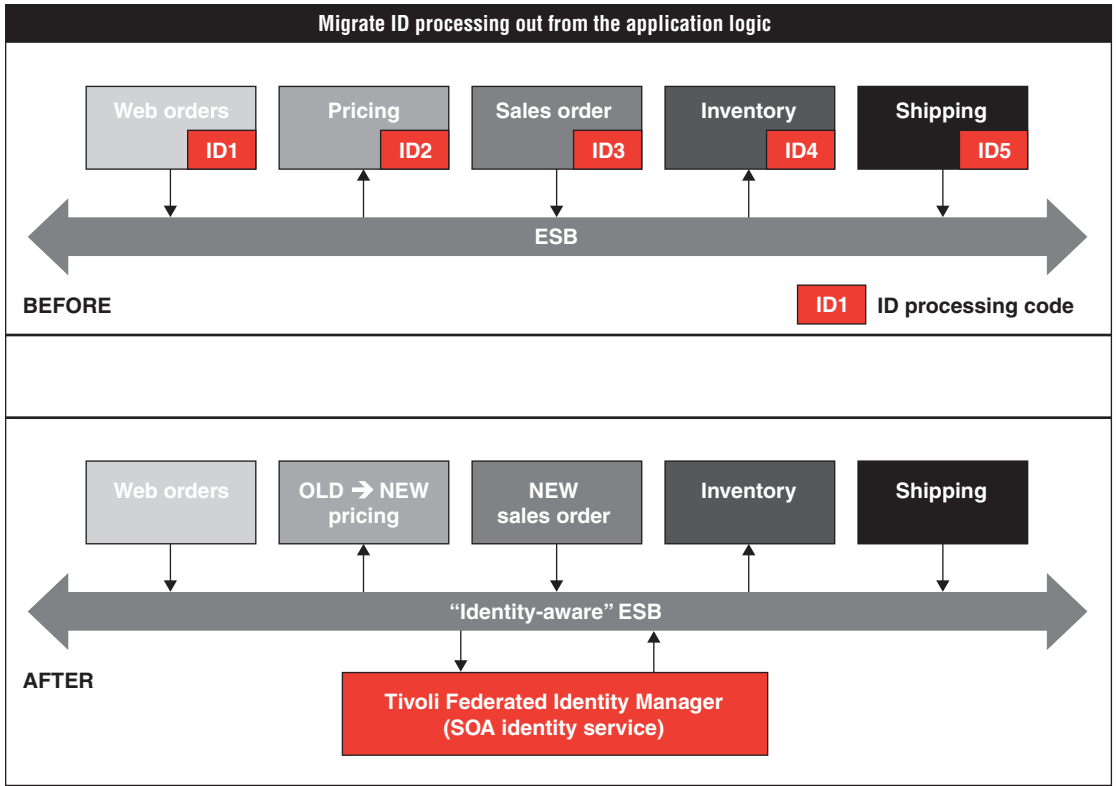 Migrate ID processing out from the application logic
Web orders
ID1
Pricing
ID2
Sales order
ID3
Inventory
ID4
Shipping
ID5
ESB
BEFORE
ID1
ID processing code
Web orders
OLD ➔ NEW
pricing
NEW
sales order
Inventory
Shipping
“Identity-aware” ESB
AFTER
Tivoli Federated Identity Manager
(SOA identity service)